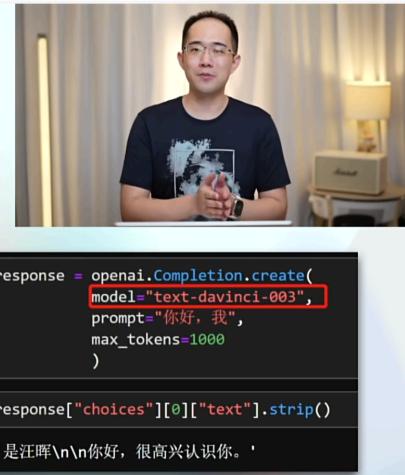 Marshall
response = openai.Completion.create(
model="text-davinci-003",
prompt="你好，我",
max_tokens=1000
)
response["choices"][0]["text"].strip()
是汪晖\n\n你好，很高兴认识你。'